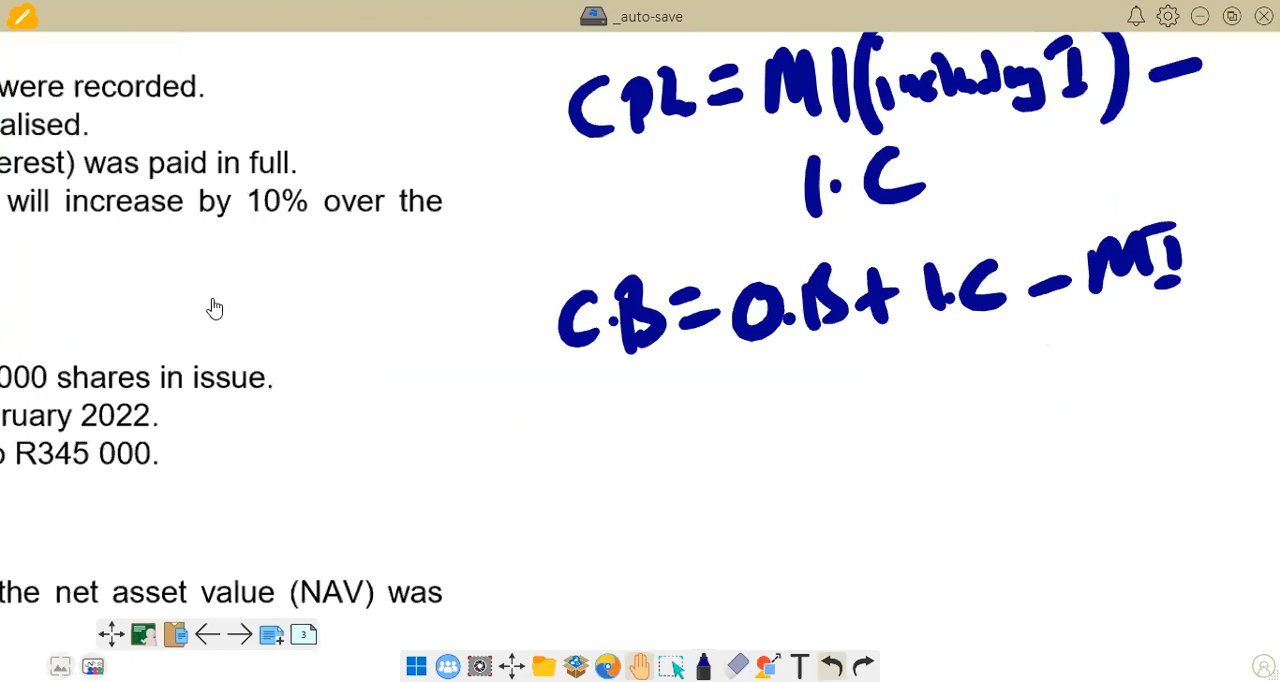 _auto-save
were recorded.
alised.
erest) was paid in full.
will increase by 10% over the
CPL = MI (including I) -
I.C
C.B = O.B + I.C - MI
000 shares in issue.
ruary 2022.
o R345 000.
the net asset value (NAV) was
3
T